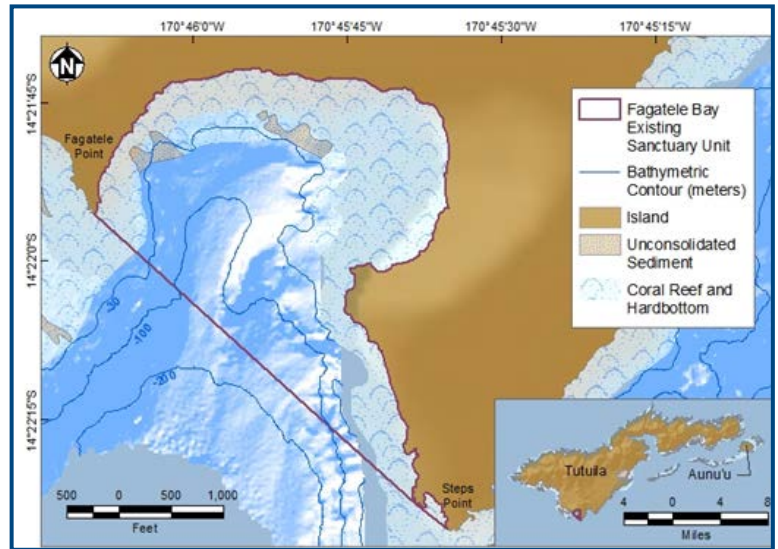 170°46'0"W
170°45'45"W
170°45'30"W
170°45'15"W
N
14°21'45"S
14°22'0"S
14°22'15"S
Fagatele
Point
-30
-100
-200
Steps
Point
Fagatele Bay
Existing
Sanctuary Unit
Bathymetric
Contour (meters)
Island
Unconsolidated
Sediment
Coral Reef and
Hardbottom
500 0 500 1,000
Feet
Tutuila
Aunu'u
4 0 4 8
Miles